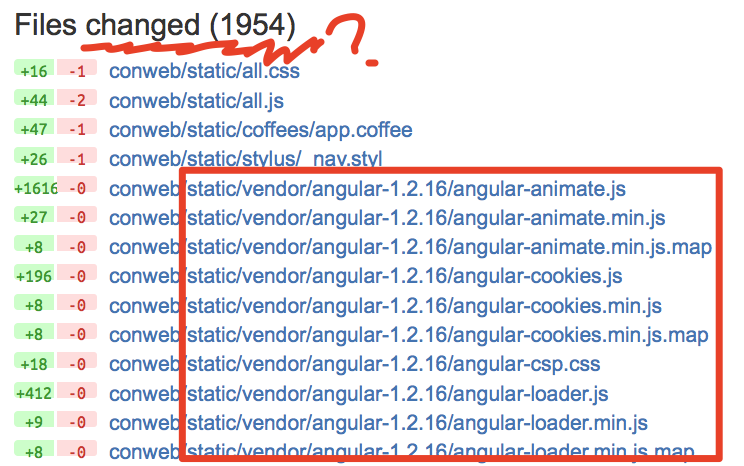 Files changed (1954) ?
+16 -1 conweb/static/all.css
+44 -2 conweb/static/all.js
+47 -1 conweb/static/coffees/app.coffee
+26 -1 conweb/static/stylus/_nav.styl
+1616 -0 conweb/static/vendor/angular-1.2.16/angular-animate.js
+27 -0 conweb/static/vendor/angular-1.2.16/angular-animate.min.js
+8 -0 conweb/static/vendor/angular-1.2.16/angular-animate.min.js.map
+196 -0 conweb/static/vendor/angular-1.2.16/angular-cookies.js
+8 -0 conweb/static/vendor/angular-1.2.16/angular-cookies.min.js
+8 -0 conweb/static/vendor/angular-1.2.16/angular-cookies.min.js.map
+18 -0 conweb/static/vendor/angular-1.2.16/angular-csp.css
+412 -0 conweb/static/vendor/angular-1.2.16/angular-loader.js
+9 -0 conweb/static/vendor/angular-1.2.16/angular-loader.min.js
+8 -0 conweb/static/vendor/angular-1.2.16/angular-loader.min.js.map